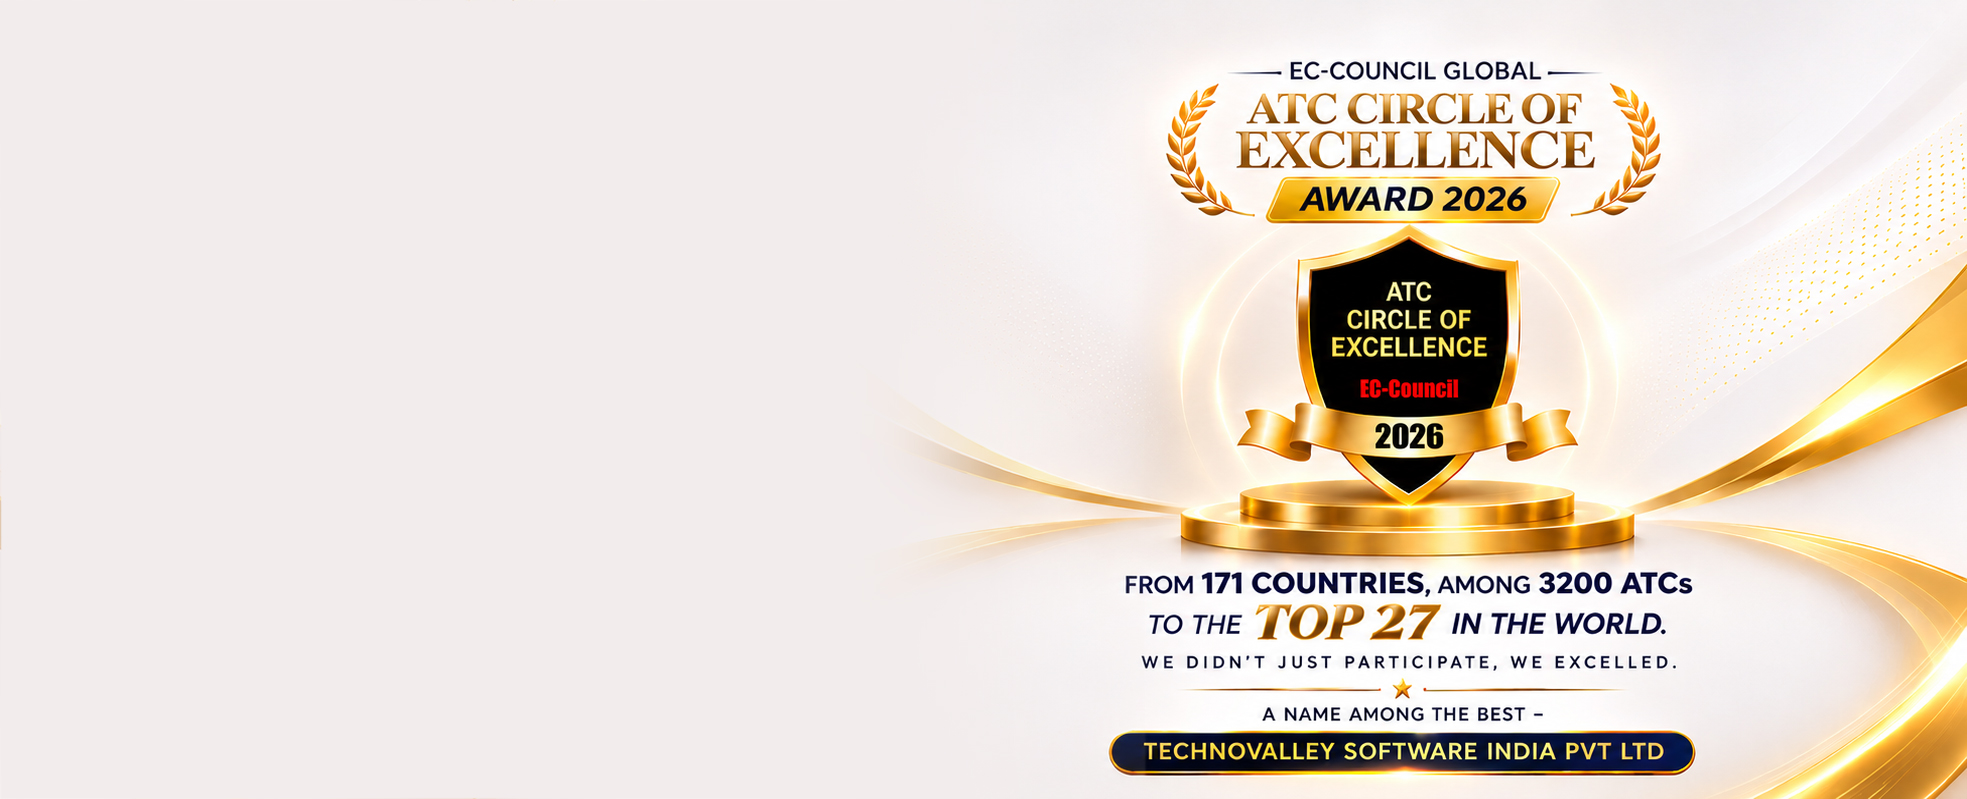 EC-COUNCIL GLOBAL
ATC CIRCLE OF
EXCELLENCE
AWARD 2026
ATC
CIRCLE OF
EXCELLENCE
EC-Council
2026
FROM 171 COUNTRIES, AMONG 3200 ATCs
TO THE TOP 27 IN THE WORLD.
WE DIDN'T JUST PARTICIPATE, WE EXCELLED.
A NAME AMONG THE BEST –
TECHNOVALLEY SOFTWARE INDIA PVT LTD